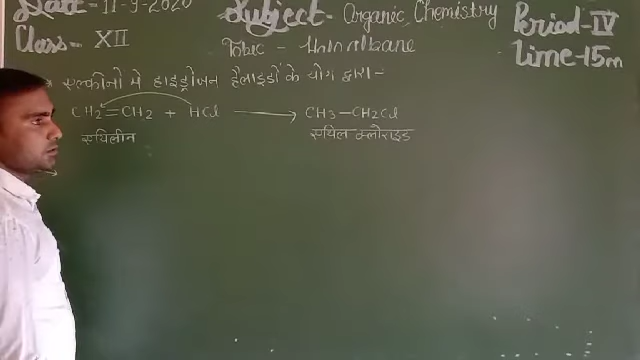 Date - 11-9-2020 Subject - Organic Chemistry Period - IV
Class - XII Topic - Haloalkane Time - 15m
एल्कीनो मे हाइड्रोजन हैलाइडों के योग द्वारा -
CH2=CH2 + HCl → CH3-CH2Cl
एथिलीन एथिल क्लोराइड